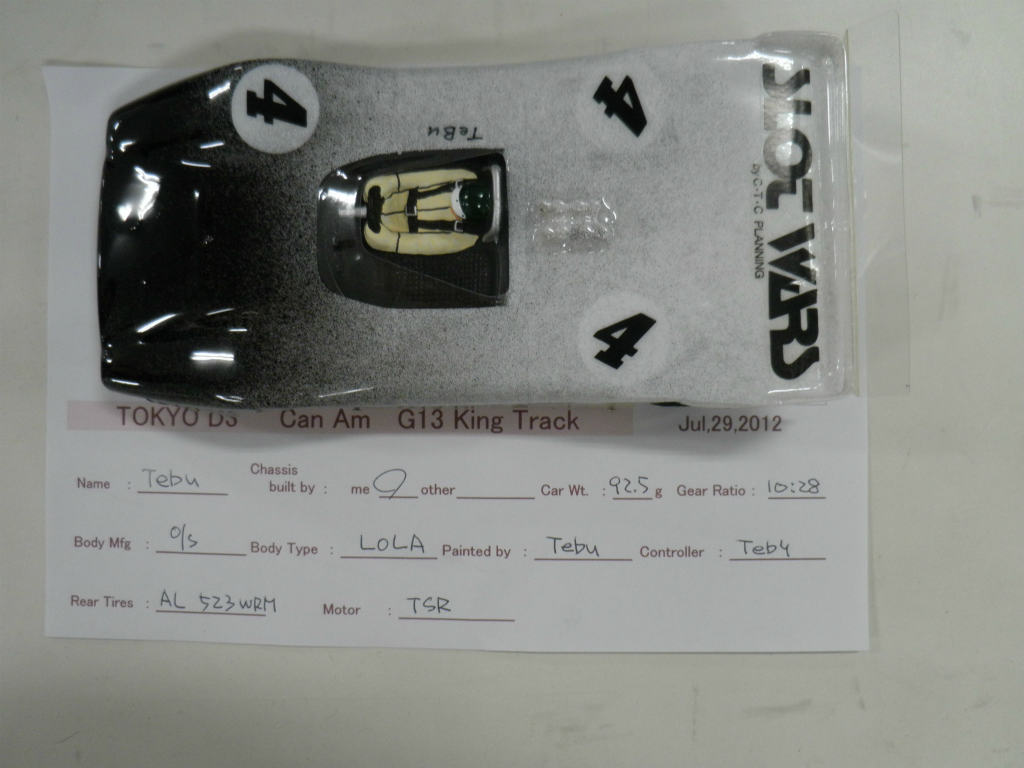 4
4
4
TeBu
SLOT WARS
by C·T·C PLANNING
TOKYO D3 Can Am G13 King Track Jul,29,2012
Name : Tebu Chassis built by : me O other Car Wt. : 92.5 g Gear Ratio : 10:28
Body Mfg : O/S Body Type : LOLA Painted by : Tebu Controller : Tebu
Rear Tires : AL 523WRM Motor : TSR